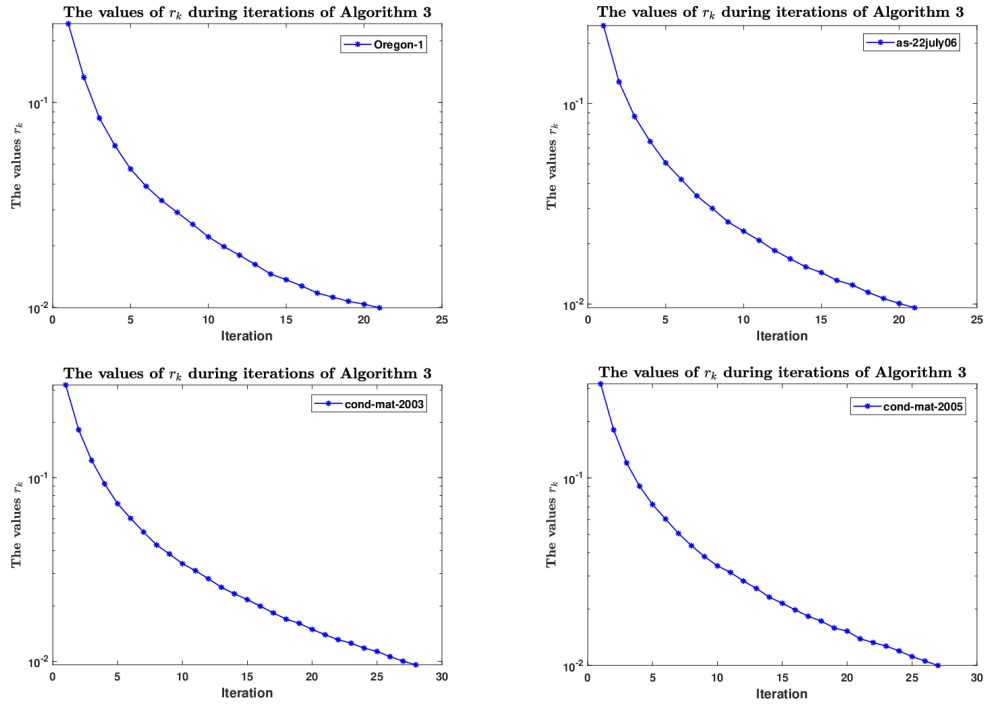 The values of r_k during iterations of Algorithm 3
Oregon-1
The values r_k
10^-1
10^-2
0 5 10 15 20 25
Iteration
The values of r_k during iterations of Algorithm 3
as-22july06
The values r_k
10^-1
10^-2
0 5 10 15 20 25
Iteration
The values of r_k during iterations of Algorithm 3
cond-mat-2003
The values r_k
10^-1
10^-2
0 5 10 15 20 25 30
Iteration
The values of r_k during iterations of Algorithm 3
cond-mat-2005
The values r_k
10^-1
10^-2
0 5 10 15 20 25 30
Iteration